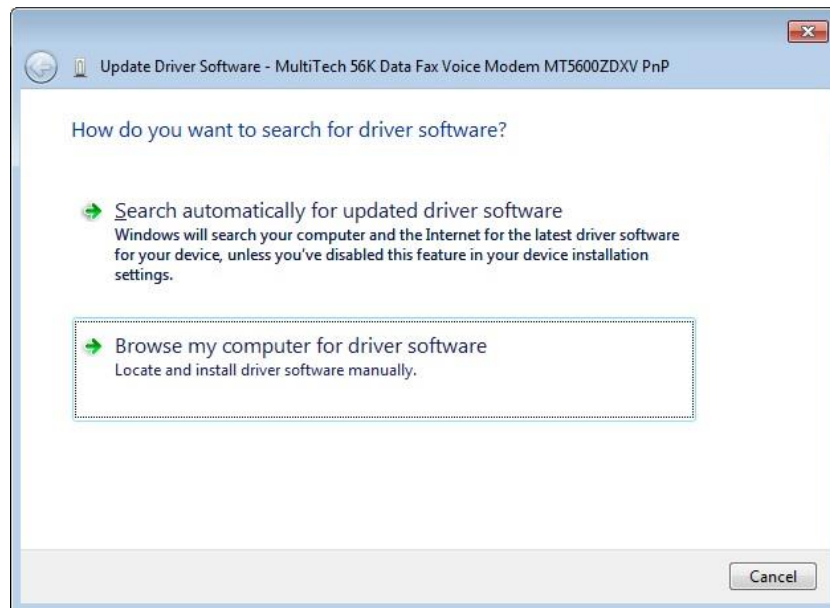 Update Driver Software - MultiTech 56K Data Fax Voice Modem MT5600ZDXV PnP
How do you want to search for driver software?
Search automatically for updated driver software
Windows will search your computer and the Internet for the latest driver software
for your device, unless you've disabled this feature in your device installation
settings.
Browse my computer for driver software
Locate and install driver software manually.
Cancel